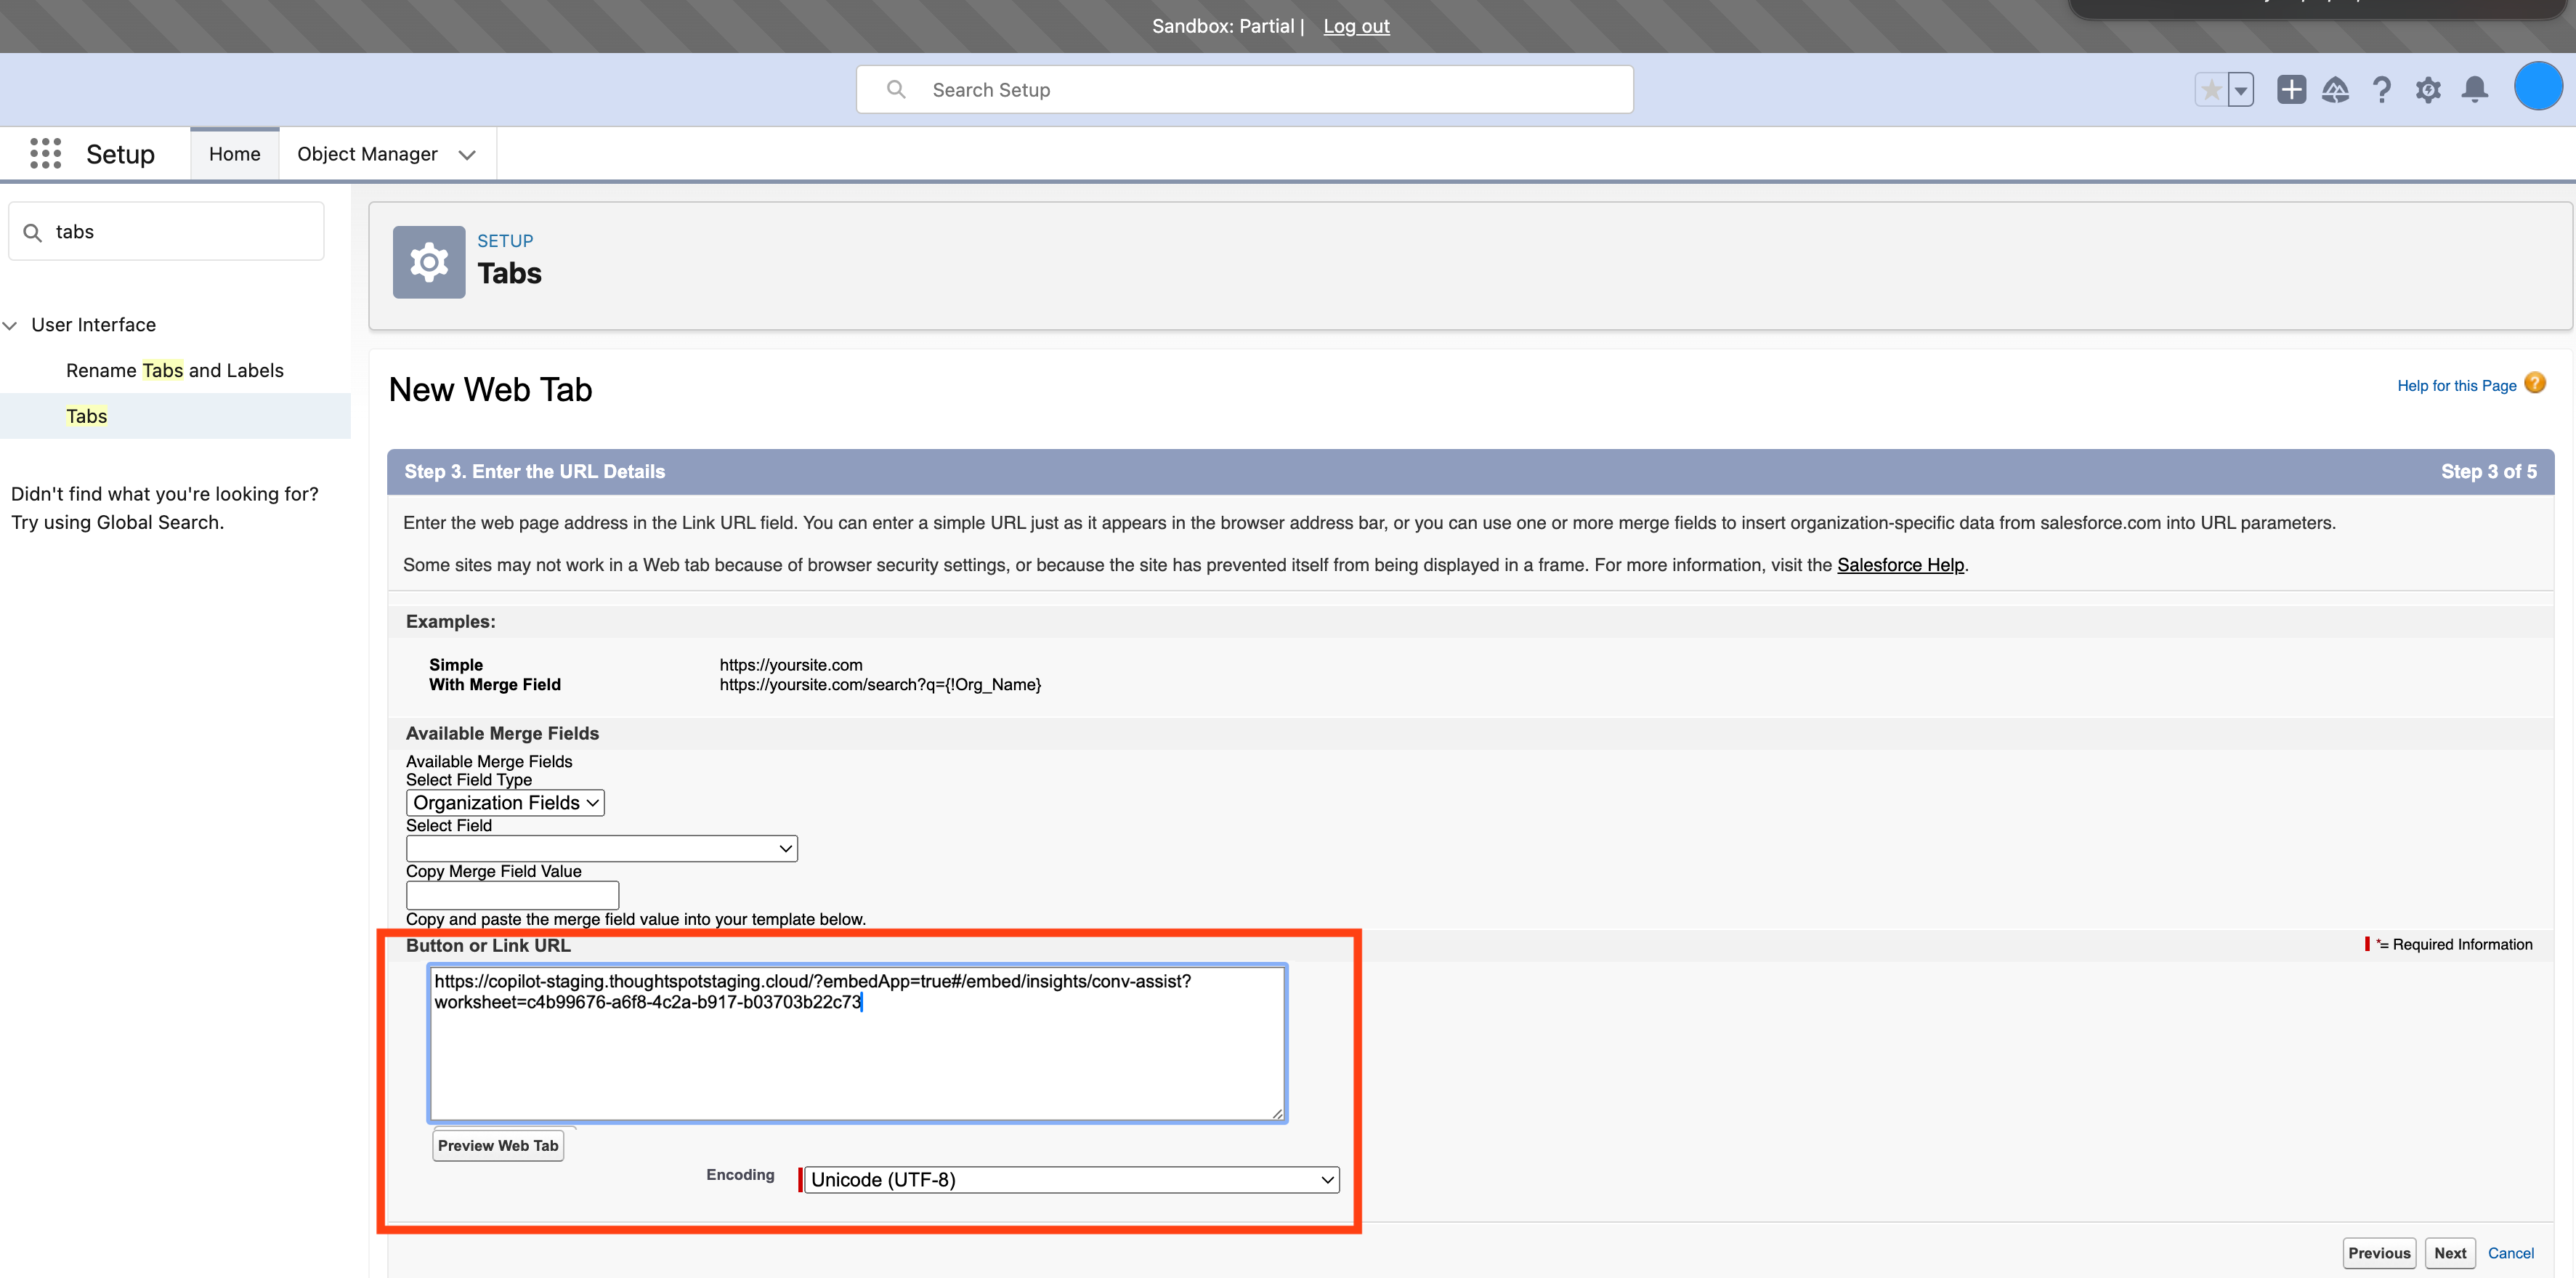 Sandbox: Partial | Log out
Search Setup
Setup
Home
Object Manager
tabs
User Interface
Rename Tabs and Labels
Tabs
Didn't find what you're looking for?
Try using Global Search.
SETUP
Tabs
New Web Tab
Help for this Page
Step 3. Enter the URL Details
Step 3 of 5
Enter the web page address in the Link URL field. You can enter a simple URL just as it appears in the browser address bar, or you can use one or more merge fields to insert organization-specific data from salesforce.com into URL parameters.
Some sites may not work in a Web tab because of browser security settings, or because the site has prevented itself from being displayed in a frame. For more information, visit the Salesforce Help.
Examples:
Simple https://yoursite.com
With Merge Field https://yoursite.com/search?q={!Org_Name}
Available Merge Fields
Available Merge Fields
Select Field Type
Organization Fields
Select Field
Copy Merge Field Value
Copy and paste the merge field value into your template below.
Button or Link URL
*= Required Information
https://copilot-staging.thoughtspotstaging.cloud/?embedApp=true#/embed/insights/conv-assist?
worksheet=c4b99676-a6f8-4c2a-b917-b03703b22c73
Preview Web Tab
Encoding Unicode (UTF-8)
Previous Next Cancel